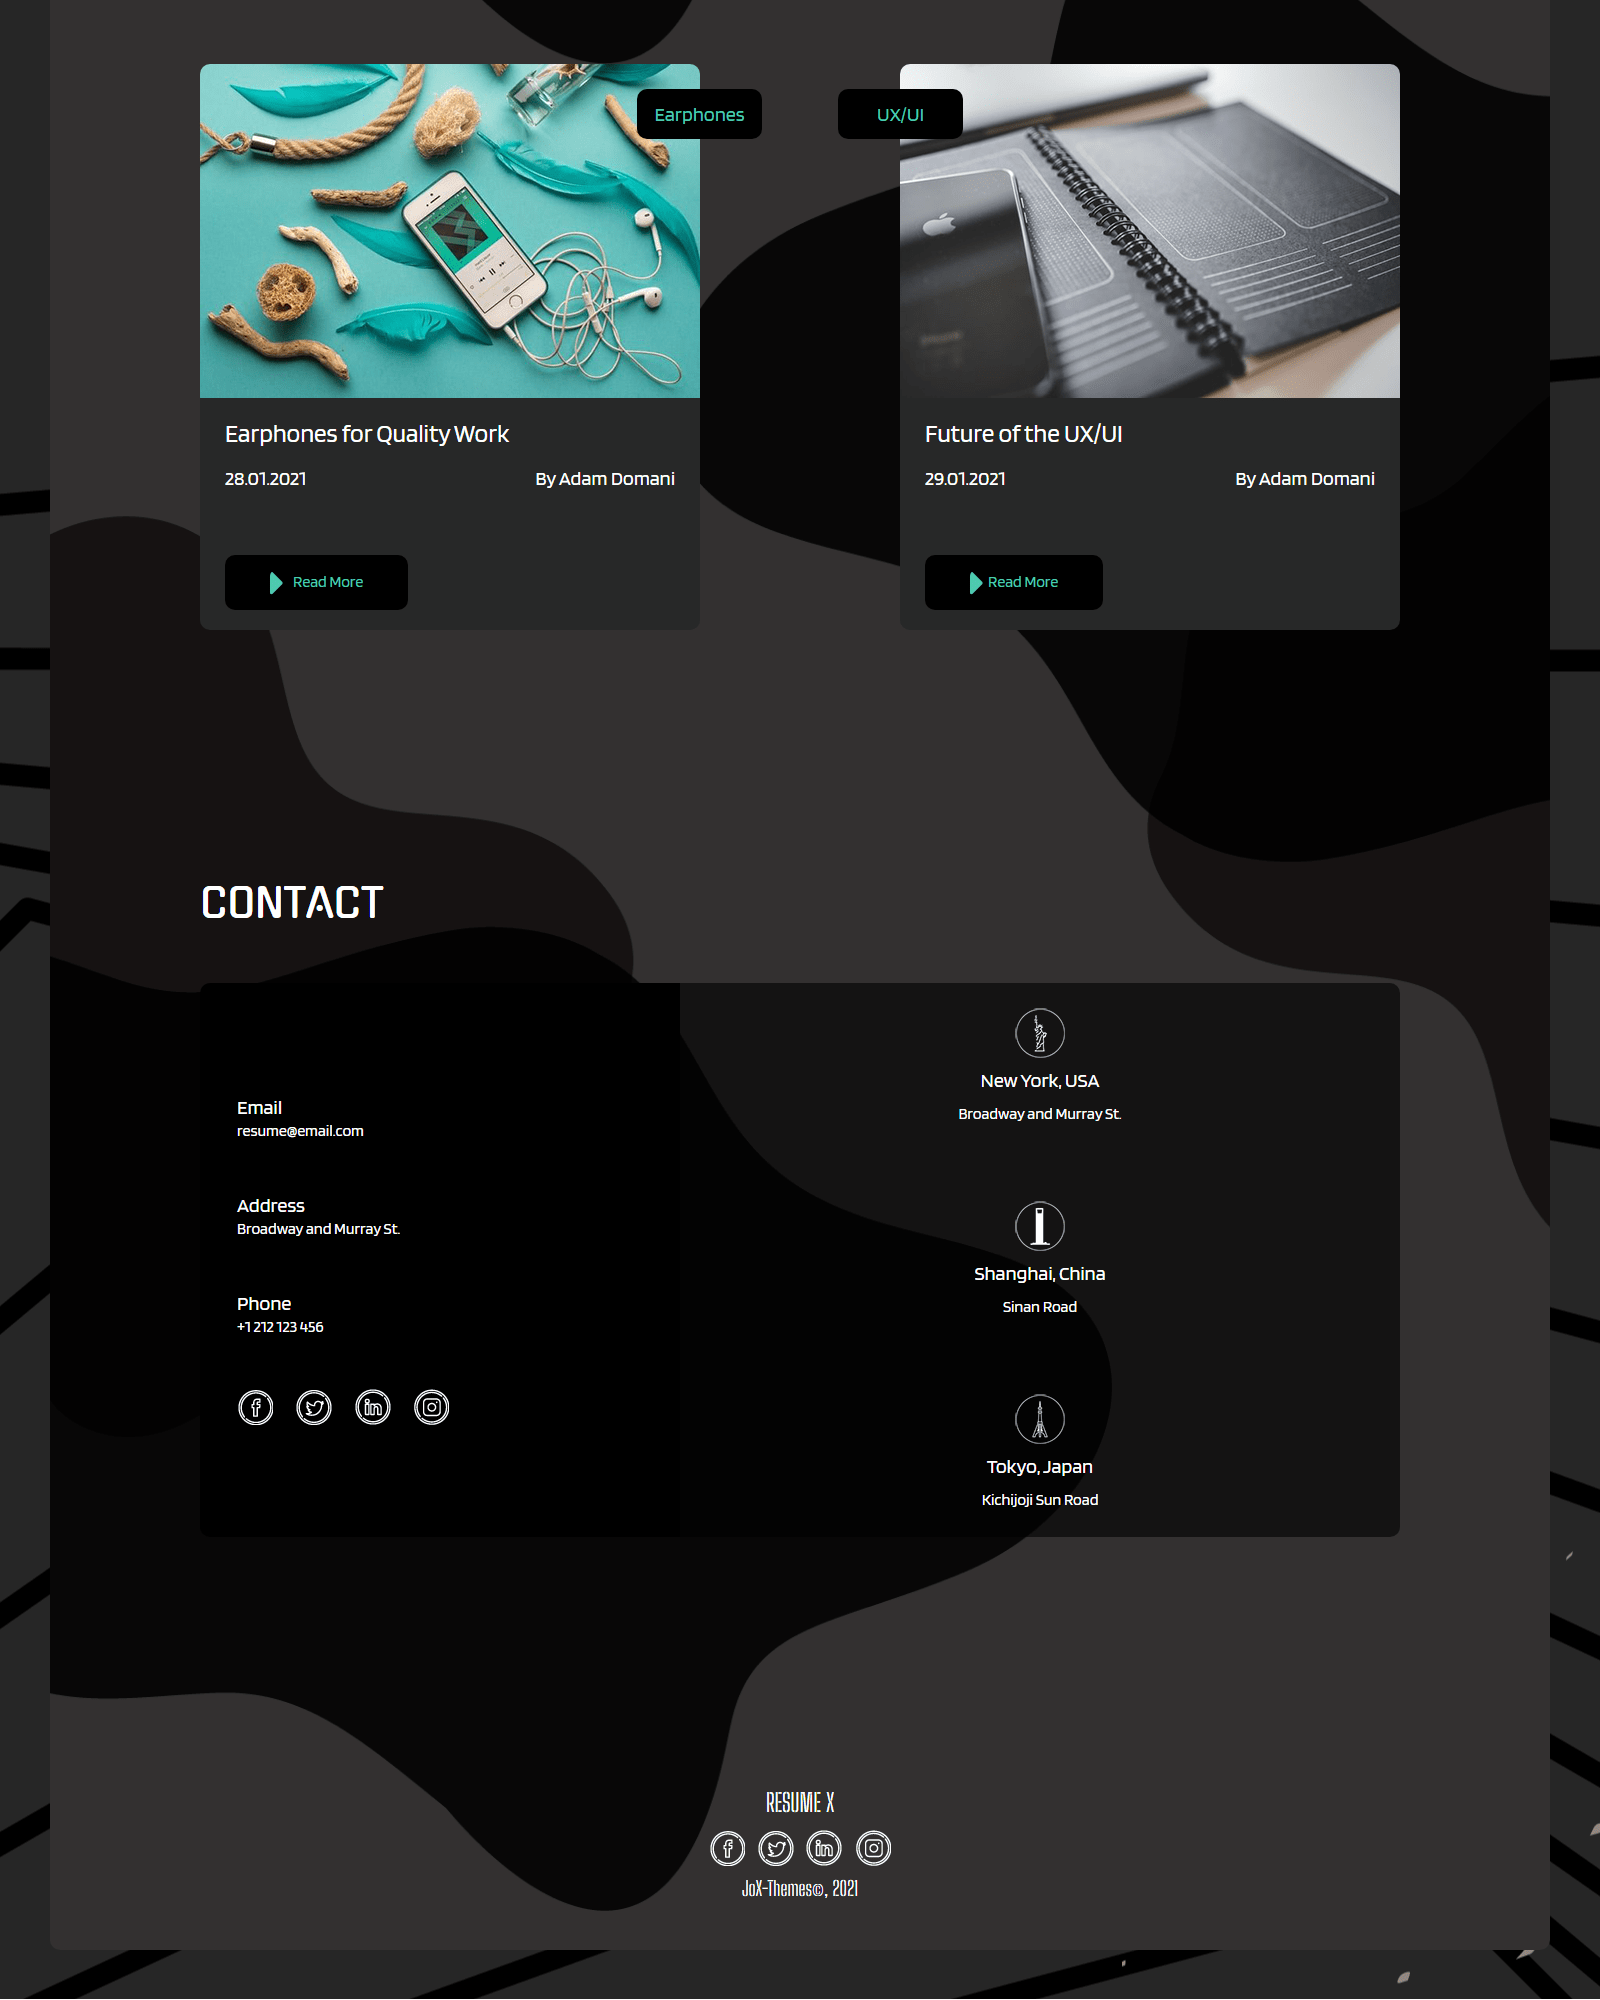 Earphones
UX/UI
Earphones for Quality Work
28.01.2021
By Adam Domani
Read More
Future of the UX/UI
29.01.2021
By Adam Domani
Read More
CONTACT
Email
resume@email.com
Address
Broadway and Murray St.
Phone
+1 212 123 456
New York, USA
Broadway and Murray St.
Shanghai, China
Sinan Road
Tokyo, Japan
Kichijoji Sun Road
RESUME X
JoX-Themes©, 2021